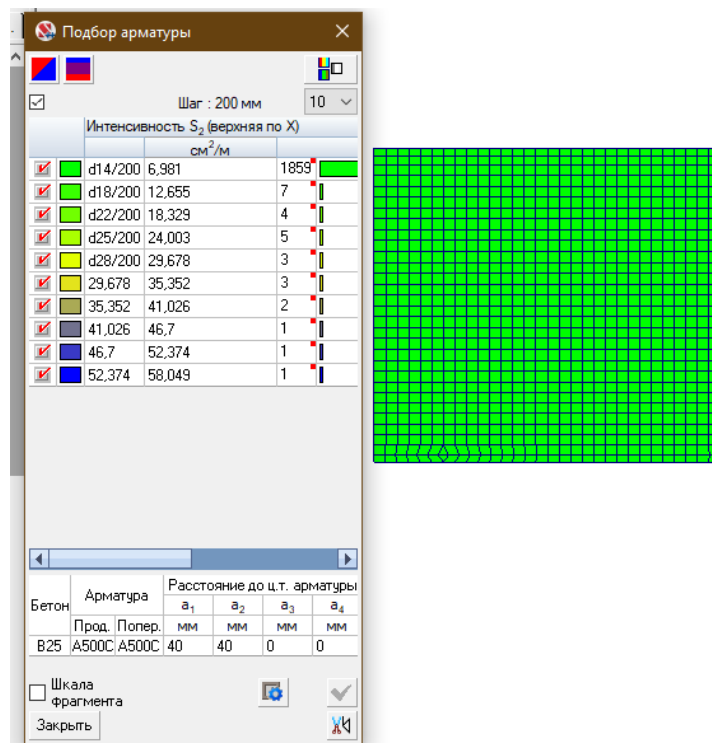 Подбор арматуры
Шаг : 200 мм
10
Интенсивность S2 (верхняя по X)
см2/м
d14/200 6,981 1859
d18/200 12,655 7
d22/200 18,329 4
d25/200 24,003 5
d28/200 29,678 3
29,678 35,352 3
35,352 41,026 2
41,026 46,7 1
46,7 52,374 1
52,374 58,049 1
Бетон Арматура Расстояние до ц.т. арматуры
a1 a2 a3 a4
Прод. Попер. мм мм мм мм
B25 A500C A500C 40 40 0 0
Шкала
фрагмента
Закрыть